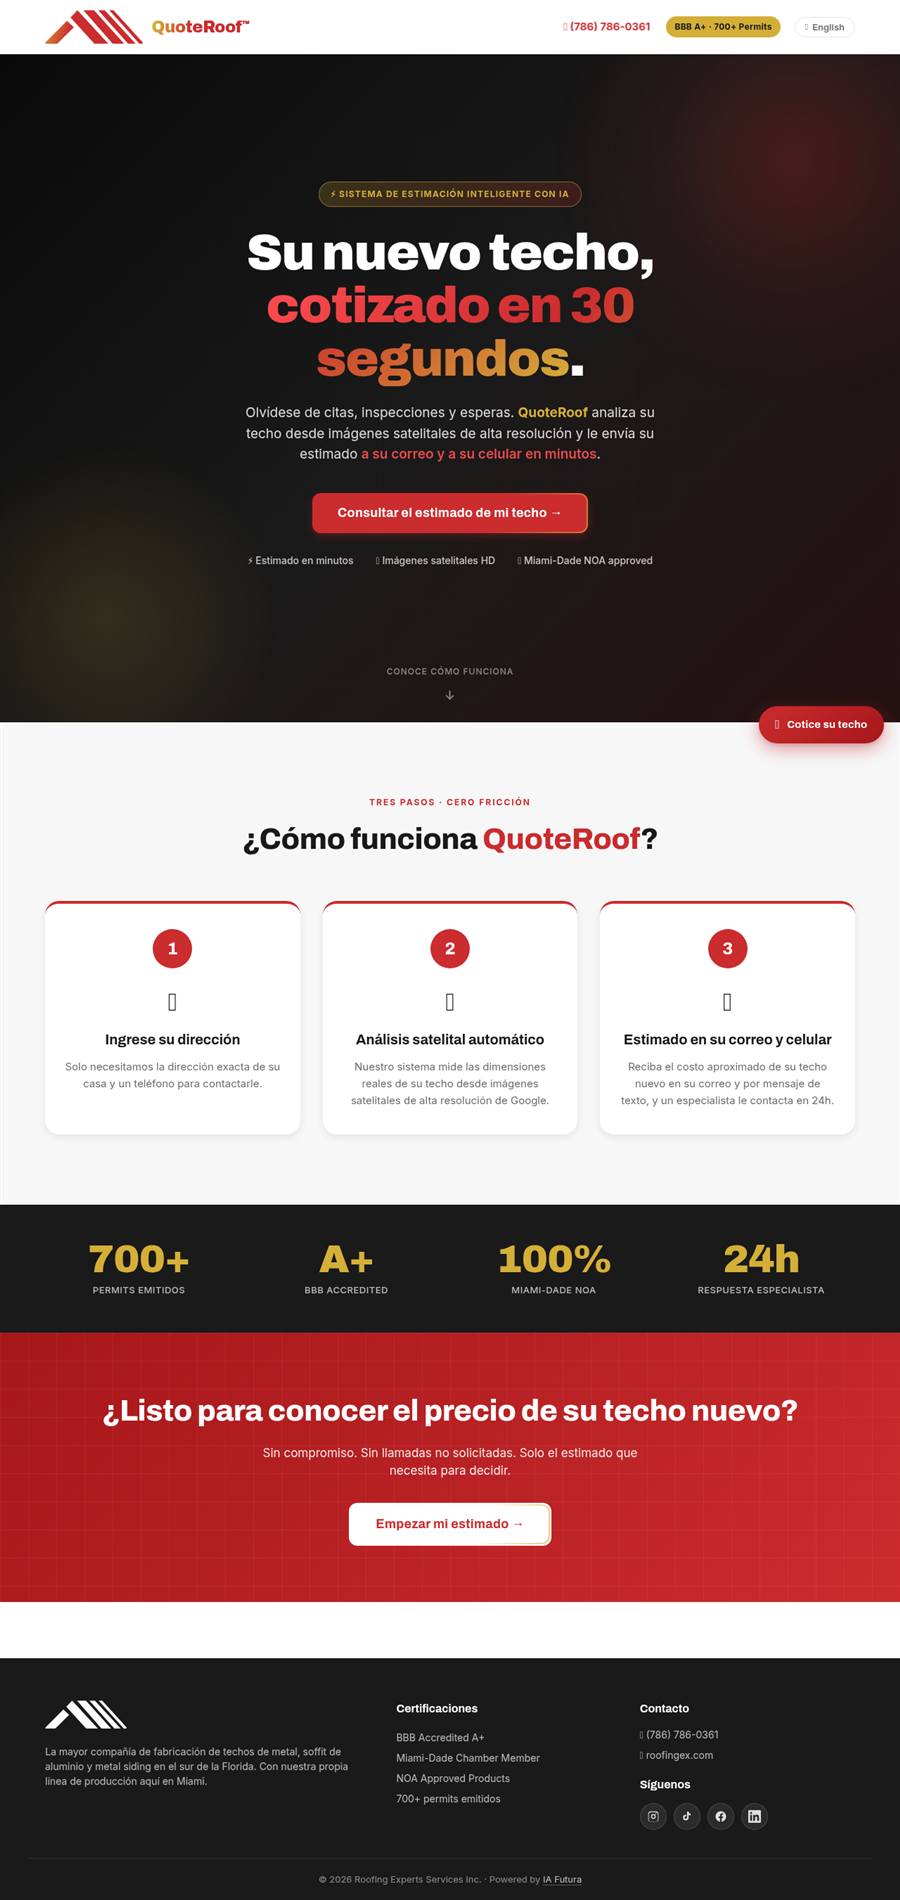 QuoteRoof™
(786) 786-0361
BBB A+ · 700+ Permits
English
⚡ SISTEMA DE ESTIMACIÓN INTELIGENTE CON IA
Su nuevo techo,
cotizado en 30
segundos.
Olvídese de citas, inspecciones y esperas. QuoteRoof analiza su
techo desde imágenes satelitales de alta resolución y le envía su
estimado a su correo y a su celular en minutos.
Consultar el estimado de mi techo →
⚡ Estimado en minutos
Imágenes satelitales HD
Miami-Dade NOA approved
CONOCE CÓMO FUNCIONA
↓
Cotice su techo
TRES PASOS · CERO FRICCIÓN
¿Cómo funciona QuoteRoof?
1
Ingrese su dirección
Solo necesitamos la dirección exacta de su
casa y un teléfono para contactarle.
2
Análisis satelital automático
Nuestro sistema mide las dimensiones
reales de su techo desde imágenes
satelitales de alta resolución de Google.
3
Estimado en su correo y celular
Reciba el costo aproximado de su techo
nuevo en su correo y por mensaje de
texto, y un especialista le contacta en 24h.
700+
PERMITS EMITIDOS
A+
BBB ACCREDITED
100%
MIAMI-DADE NOA
24h
RESPUESTA ESPECIALISTA
¿Listo para conocer el precio de su techo nuevo?
Sin compromiso. Sin llamadas no solicitadas. Solo el estimado que
necesita para decidir.
Empezar mi estimado →
La mayor compañía de fabricación de techos de metal, soffit de
aluminio y metal siding en el sur de la Florida. Con nuestra propia
línea de producción aquí en Miami.
Certificaciones
BBB Accredited A+
Miami-Dade Chamber Member
NOA Approved Products
700+ permits emitidos
Contacto
(786) 786-0361
roofingex.com
Síguenos
© 2026 Roofing Experts Services Inc. · Powered by IA Futura